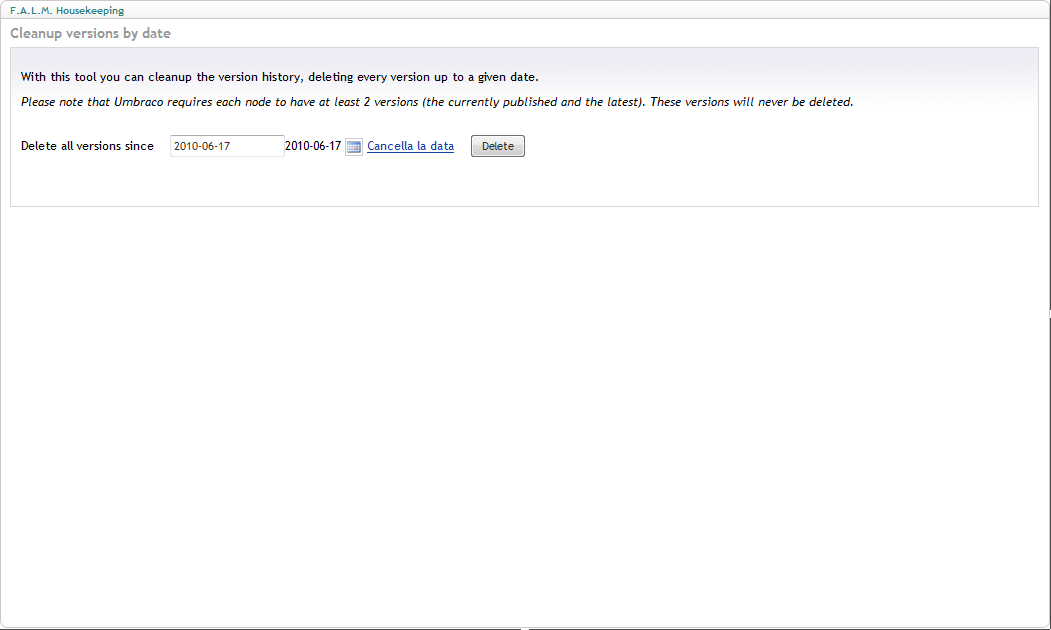 F.A.L.M. Housekeeping
Cleanup versions by date
With this tool you can cleanup the version history, deleting every version up to a given date.
Please note that Umbraco requires each node to have at least 2 versions (the currently published and the latest). These versions will never be deleted.
Delete all versions since 2010-06-17 2010-06-17 Cancella la data Delete